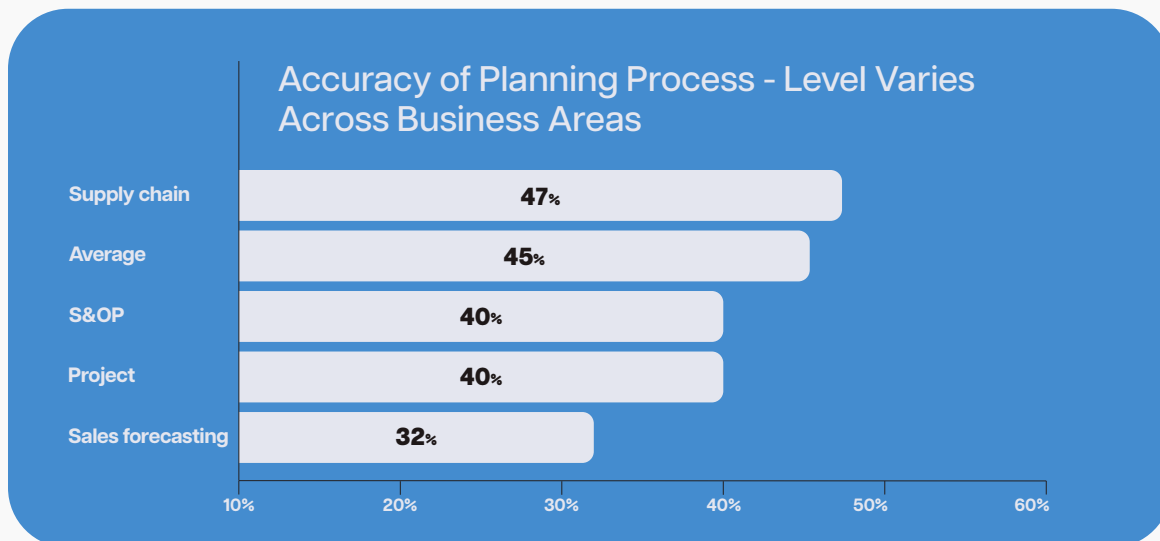 Accuracy of Planning Process - Level Varies
Across Business Areas
Supply chain 47%
Average 45%
S&OP 40%
Project 40%
Sales forecasting 32%
10% 20% 30% 40% 50% 60%